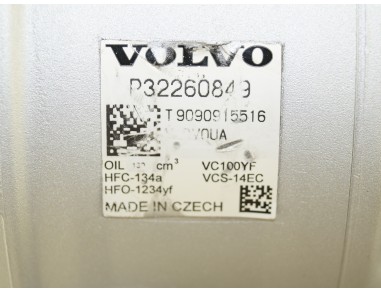 VOLVO
P32260849
T9090915516
OIL cm³ VC100YF
HFC-134a VCS-14EC
HFO-1234yf
MADE IN CZECH